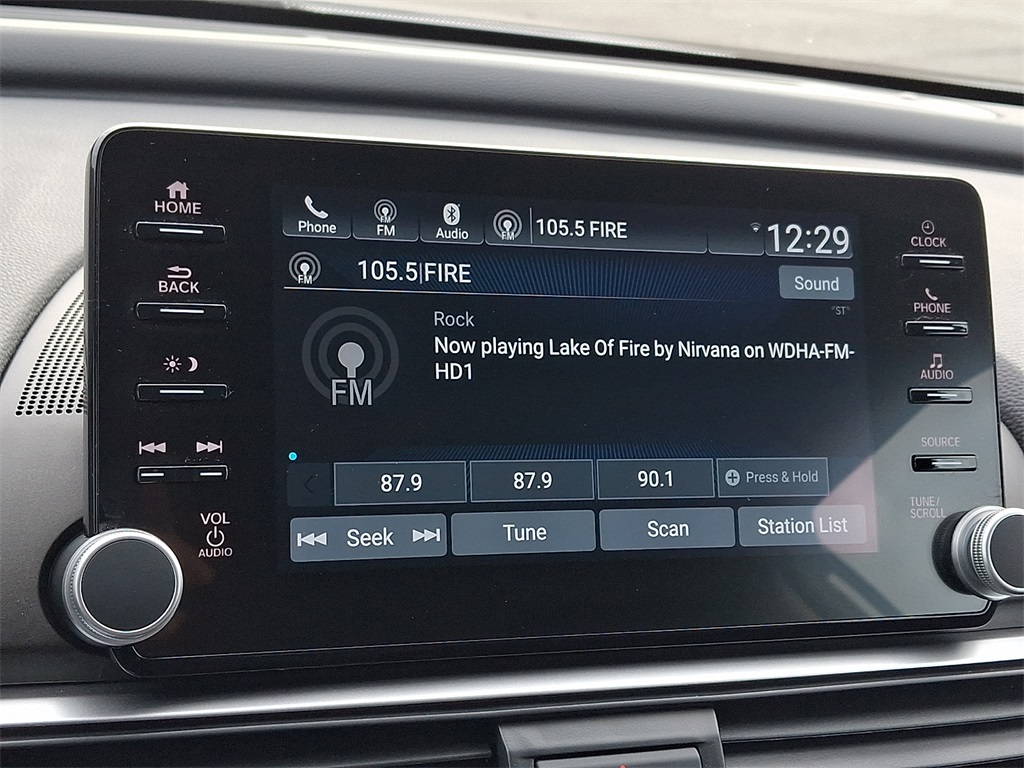 HOME
BACK
VOL
AUDIO
Phone
FM
FM
Audio
FM
105.5 FIRE
12:29
FM
105.5|FIRE
Sound
"ST"
Rock
FM
Now playing Lake Of Fire by Nirvana on WDHA-FM-
HD1
87.9
87.9
90.1
Press & Hold
Seek
Tune
Scan
Station List
CLOCK
PHONE
AUDIO
SOURCE
TUNE/
SCROLL